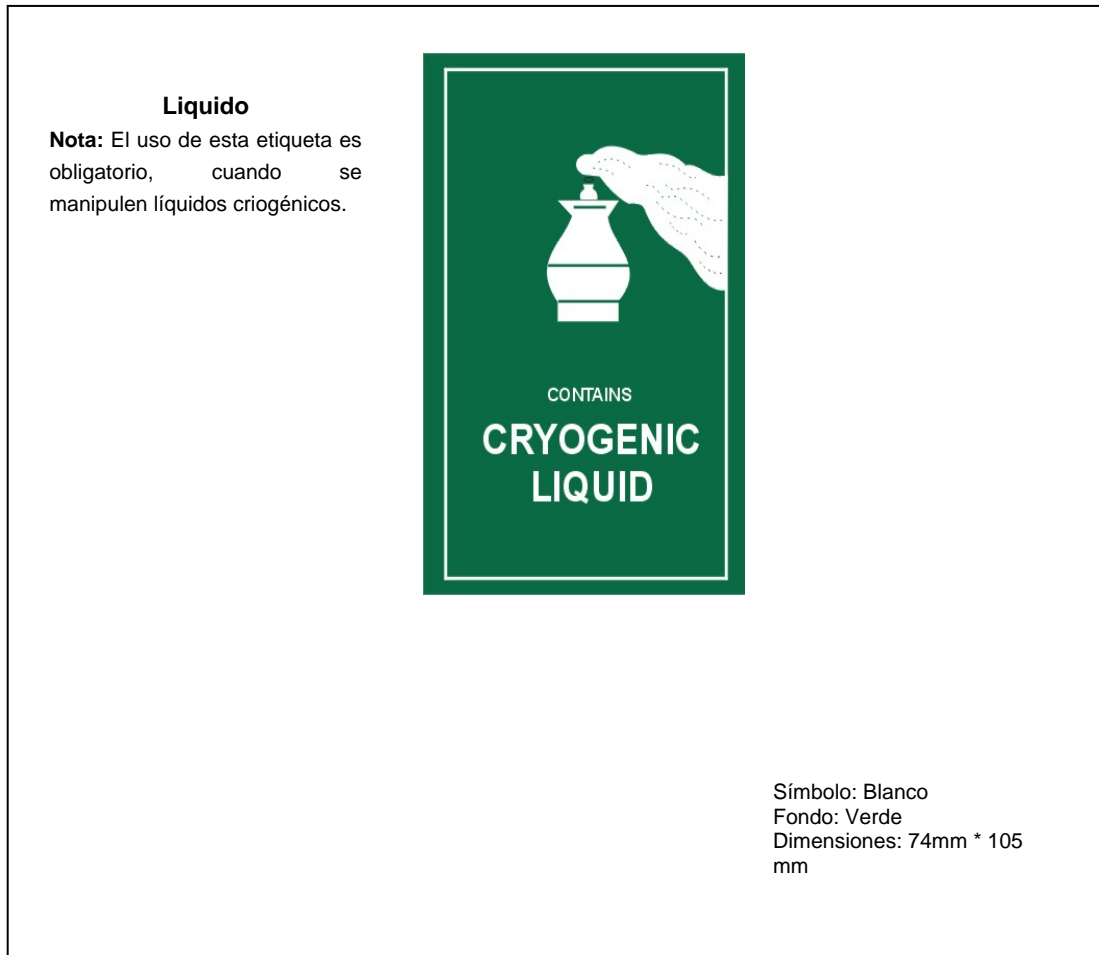 Liquido
Nota: El uso de esta etiqueta es
obligatorio, cuando se
manipulen líquidos criogénicos.
CONTAINS
CRYOGENIC
LIQUID
Símbolo: Blanco
Fondo: Verde
Dimensiones: 74mm * 105
mm